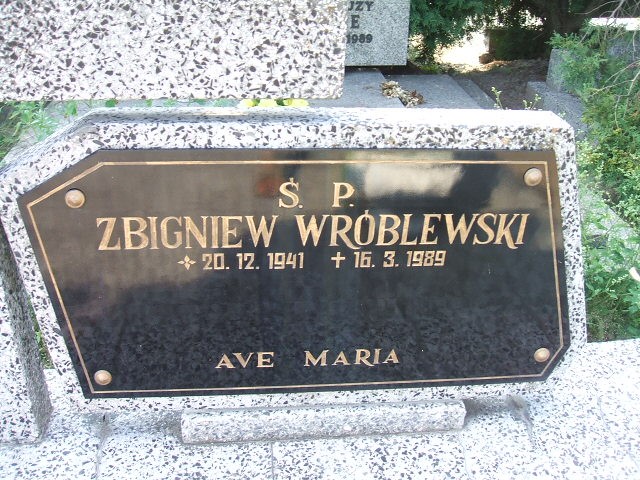 Ś. P.
ZBIGNIEW WRÓBLEWSKI
20. 12. 1941 + 16. 3. 1989
AVE MARIA